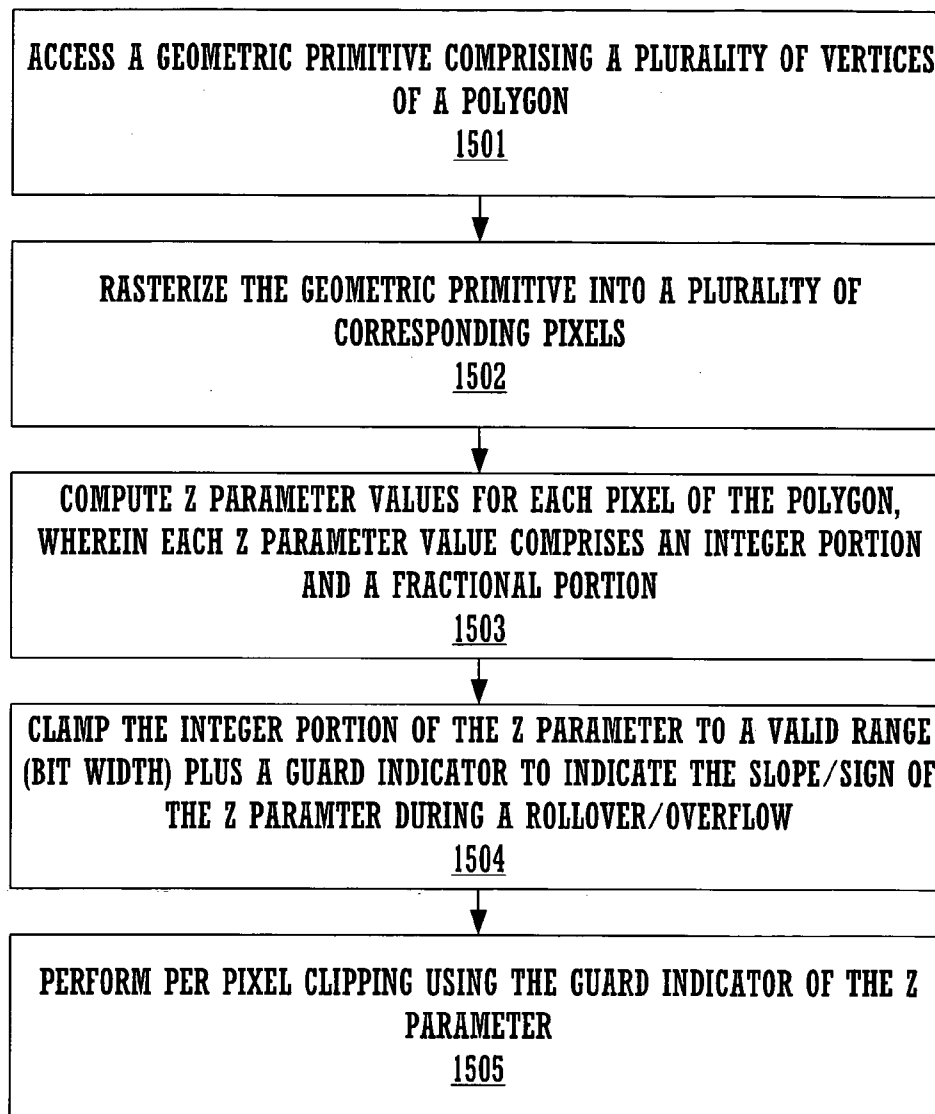 ACCESS A GEOMETRIC PRIMITIVE COMPRISING A PLURALITY OF VERTICES
OF A POLYGON
1501
RASTERIZE THE GEOMETRIC PRIMITIVE INTO A PLURALITY OF
CORRESPONDING PIXELS
1502
COMPUTE Z PARAMETER VALUES FOR EACH PIXEL OF THE POLYGON,
WHEREIN EACH Z PARAMETER VALUE COMPRISES AN INTEGER PORTION
AND A FRACTIONAL PORTION
1503
CLAMP THE INTEGER PORTION OF THE Z PARAMETER TO A VALID RANGE
(BIT WIDTH) PLUS A GUARD INDICATOR TO INDICATE THE SLOPE/SIGN OF
THE Z PARAMTER DURING A ROLLOVER/OVERFLOW
1504
PERFORM PER PIXEL CLIPPING USING THE GUARD INDICATOR OF THE Z
PARAMETER
1505